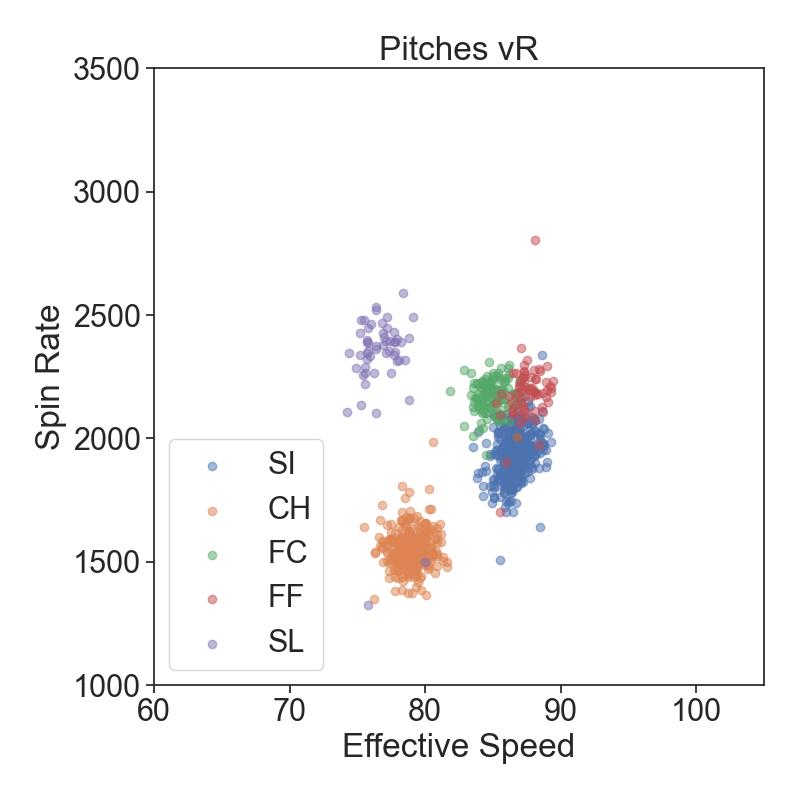 Pitches vR
3500
3000
2500
2000
1500
1000
Spin Rate
SI
CH
FC
FF
SL
60 70 80 90 100
Effective Speed